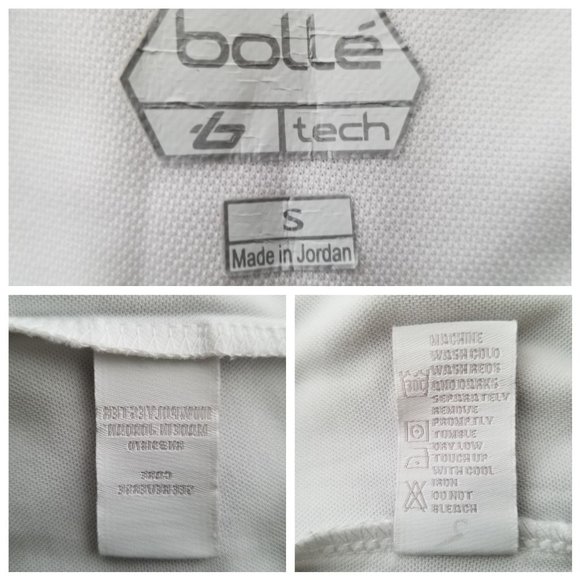 bollé
b tech
S
Made in Jordan
MACHINE
WASH COLD
WASH REDS
30C AND DARKS
SEPARATELY
REMOVE
PROMPTLY
TUMBLE
DRY LOW
TOUCH UP
WITH COOL
IRON
DO NOT
BLEACH